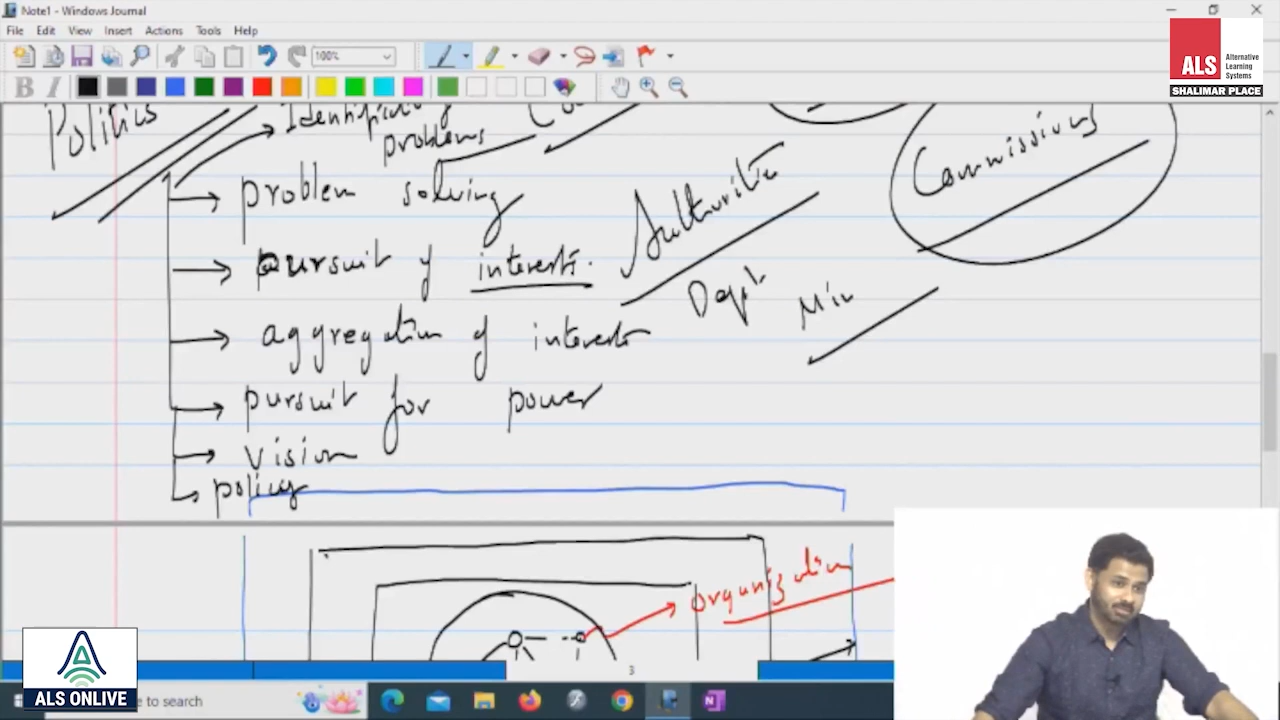 Note1 - Windows Journal
File Edit View Insert Actions Tools Help
100%
B I
ALS
Alternative
Learning
Systems
SHALIMAR PLACE
Politics
Identifying
problems
Commissions
problem solving
Authorities
pursuit of interests.
Dept
Min
aggregation of interests
pursuit for power
vision
policy
organization
3
ALS ONLIVE
e to search